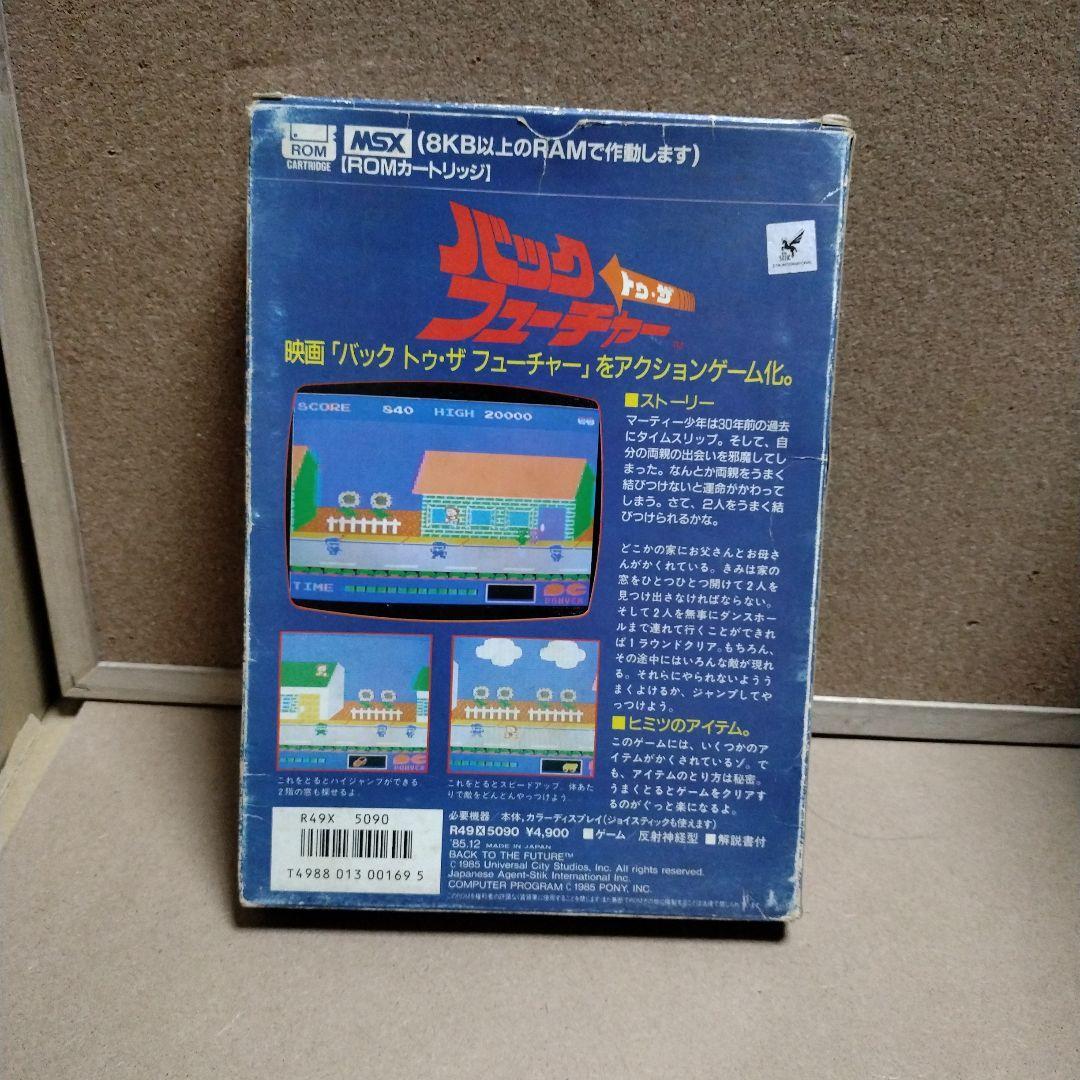 ROM
CARTRIDGE
MSX (8KB以上のRAMで作動します)
【ROMカートリッジ】
バック
トゥ・ザ
フューチャー
TM
映画「バック トゥ・ザ フューチャー」をアクションゲーム化。
SCORE 840 HIGH 20000
TIME
POWER
■ストーリー
マーティー少年は30年前の過去
にタイムスリップ。そして、自
分の両親の出会いを邪魔してし
まった。なんとか両親をうまく
結びつけないと運命がかわって
しまう。さて、2人をうまく結
びつけられるかな。
どこかの家にお父さんとお母さ
んがかくれている。きみは家の
窓をひとつひとつ開けて2人を
見つけ出さなければならない。
そして2人を無事にダンスホー
ルまで連れて行くことができれ
ば1ラウンドクリア。もちろん、
その途中にはいろんな敵が現れ
る。それらにやられないよう
まくよけるか、ジャンプしてや
っつけよう。
■ヒミツのアイテム。
このゲームには、いくつかのア
イテムがかくされているゾ。で
も、アイテムのとり方は秘密。
うまくとるとゲームをクリアす
るのがぐっと楽になるよ。
これをとるとハイジャンプができる
2階の窓も探せるよ
これをとるとスピードアップ。体あた
りで敵をどんどんやっつけよう。
R49X 5090
T4988 013 00169 5
必要機器/本体,カラーディスプレイ(ジョイスティックも使えます)
R49X5090 ¥4,900 ■ゲーム/反射神経型 ■解説書付
'85.12 MADE IN JAPAN
BACK TO THE FUTURE™
© 1985 Universal City Studios, Inc. All rights reserved.
Japanese Agent-Stik International Inc.
COMPUTER PROGRAM © 1985 PONY, INC.